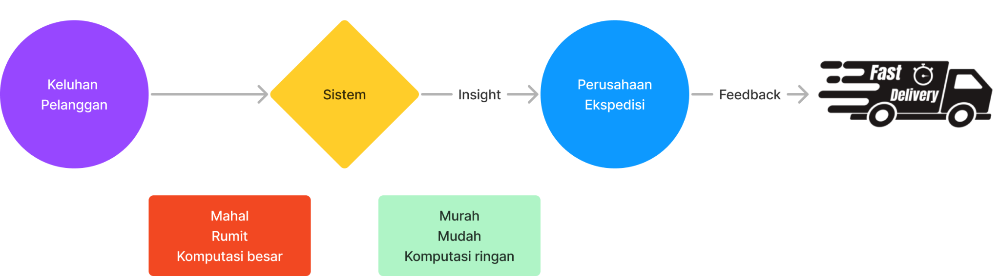 Keluhan
Pelanggan
Sistem
Insight
Perusahaan
Ekspedisi
Feedback
Fast
Delivery
Mahal
Rumit
Komputasi besar
Murah
Mudah
Komputasi ringan